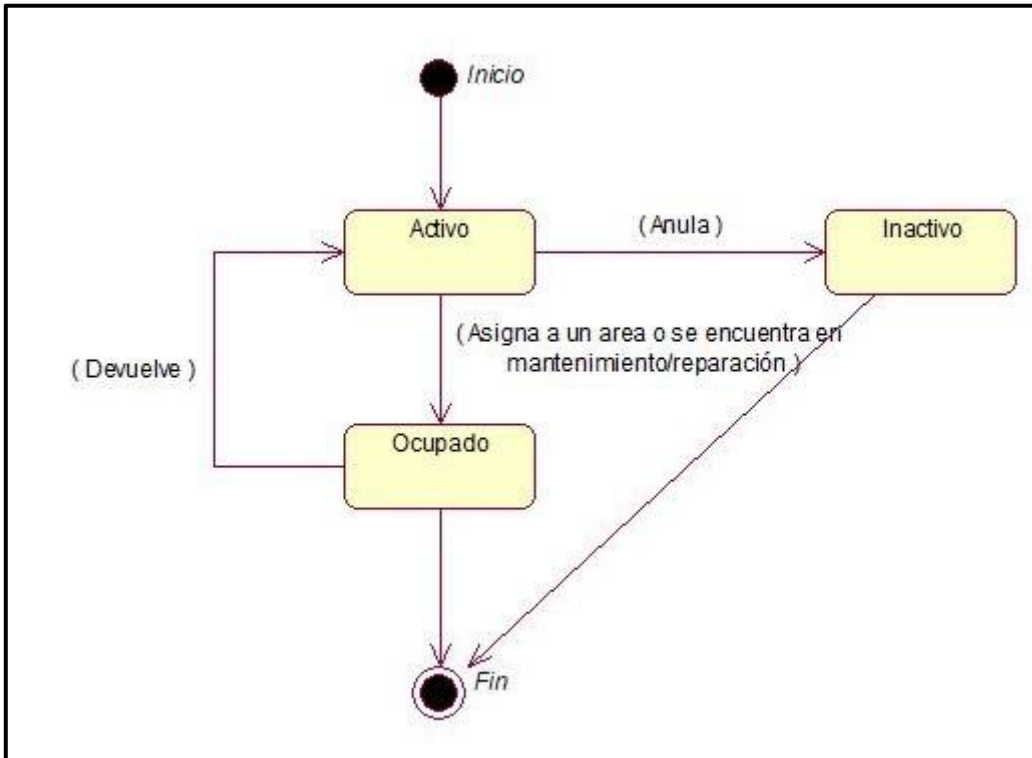 Inicio
Activo
( Anula )
Inactivo
( Asigna a un area o se encuentra en
mantenimiento/reparación )
( Devuelve )
Ocupado
Fin